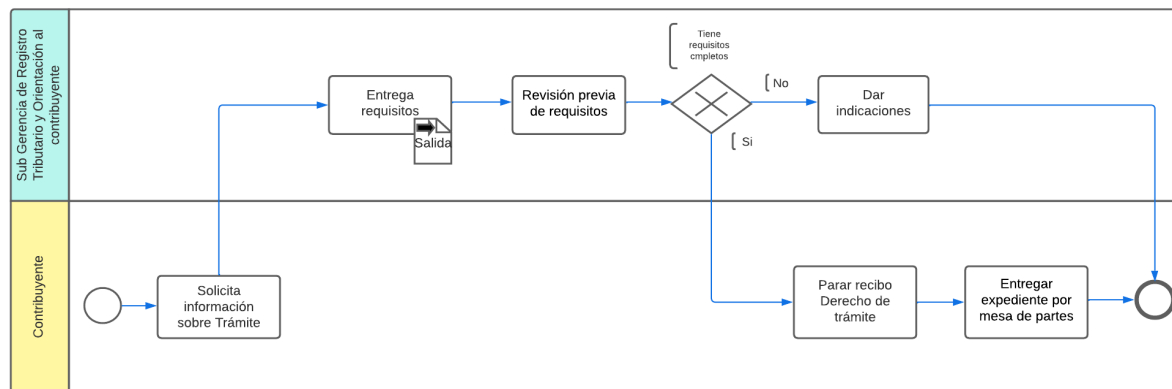 Sub Gerencia de Registro
Tributario y Orientación al
contribuyente
Entrega
requisitos
Salida
Revisión previa
de requisitos
Tiene
requisitos
cmpletos
No
Si
Dar
indicaciones
Contribuyente
Solicita
información
sobre Trámite
Parar recibo
Derecho de
trámite
Entregar
expediente por
mesa de partes